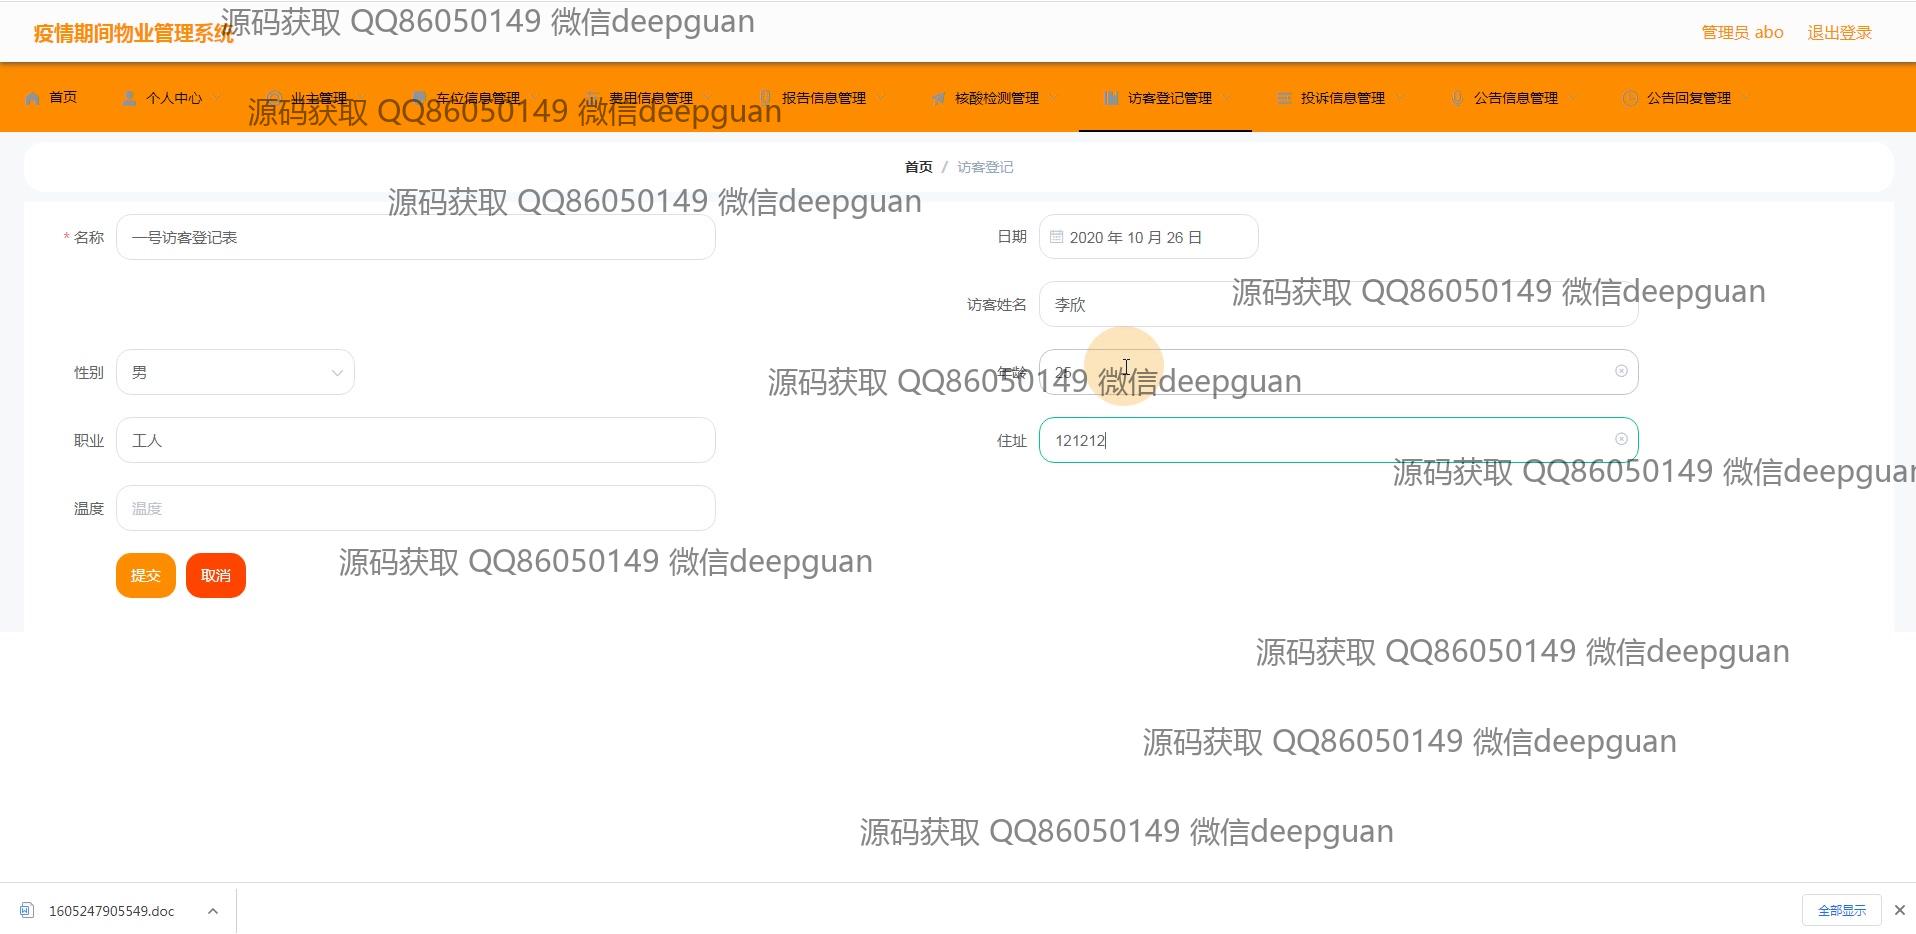 疫情期间物业管理系统
源码获取 QQ86050149 微信deepguan
管理员 abo
退出登录
首页
个人中心
业主管理
车位信息管理
费用信息管理
报告信息管理
核酸检测管理
访客登记管理
投诉信息管理
公告信息管理
公告回复管理
源码获取 QQ86050149 微信deepguan
首页 / 访客登记
源码获取 QQ86050149 微信deepguan
* 名称 一号访客登记表
日期 2020 年 10 月 26 日
源码获取 QQ86050149 微信deepguan
访客姓名 李欣
性别 男
年龄 25
源码获取 QQ86050149 微信deepguan
职业 工人
住址 121212
源码获取 QQ86050149 微信deepguan
温度 温度
源码获取 QQ86050149 微信deepguan
提交 取消
源码获取 QQ86050149 微信deepguan
源码获取 QQ86050149 微信deepguan
源码获取 QQ86050149 微信deepguan
1605247905549.doc
全部显示